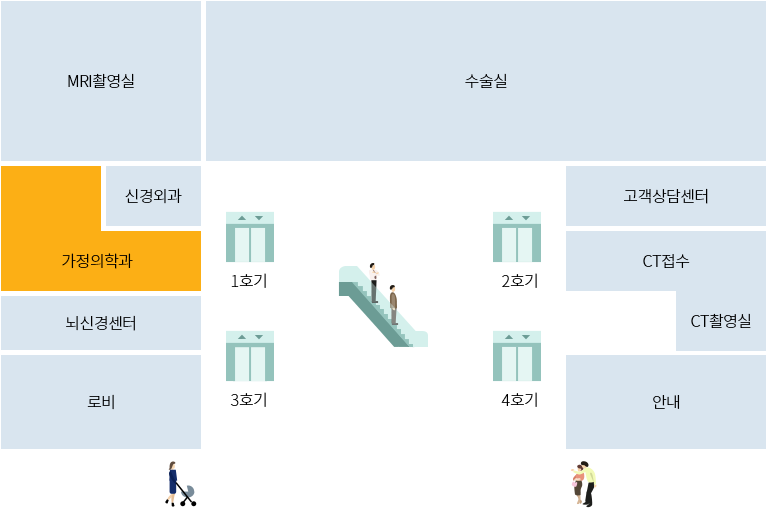 MRI촬영실
수술실
신경외과
고객상담센터
가정의학과
CT접수
1호기
2호기
뇌신경센터
CT촬영실
3호기
4호기
로비
안내